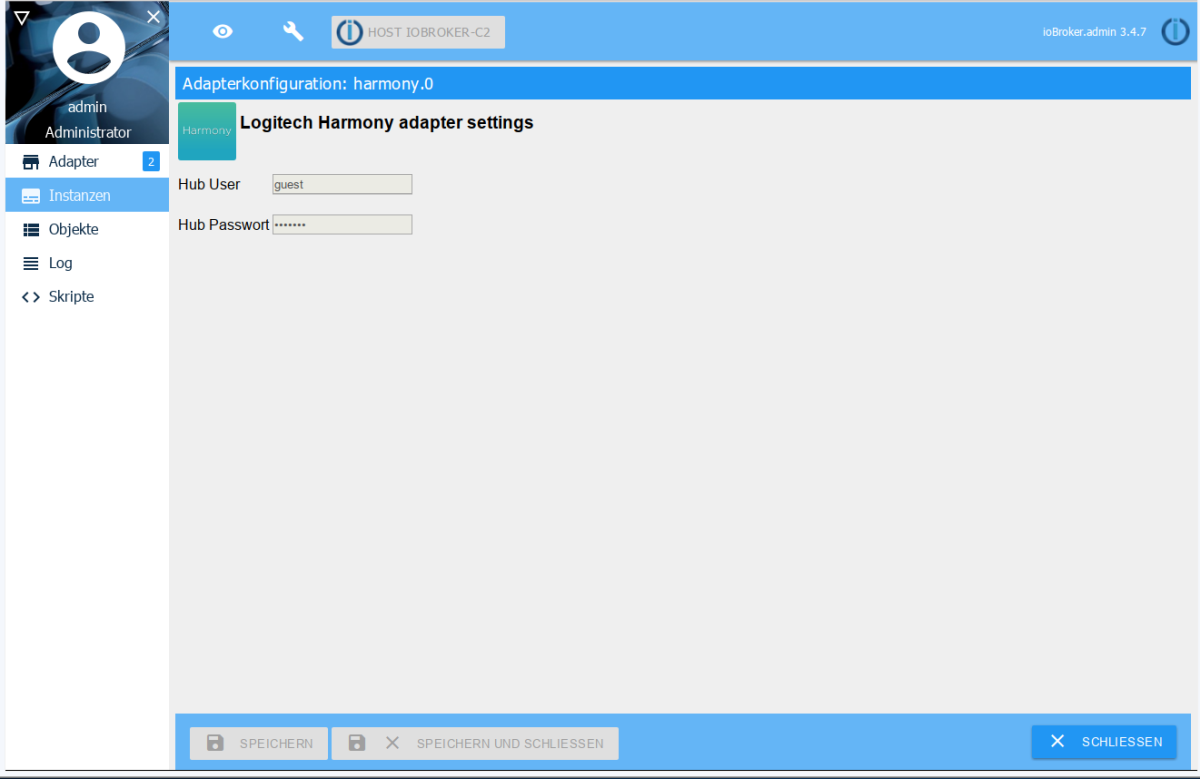 admin
Administrator
Adapter 2
Instanzen
Objekte
Log
Skripte
HOST IOBROKER-C2
ioBroker.admin 3.4.7
Adapterkonfiguration: harmony.0
Harmony
Logitech Harmony adapter settings
Hub User guest
Hub Passwort •••••••
SPEICHERN
SPEICHERN UND SCHLIESSEN
SCHLIESSEN